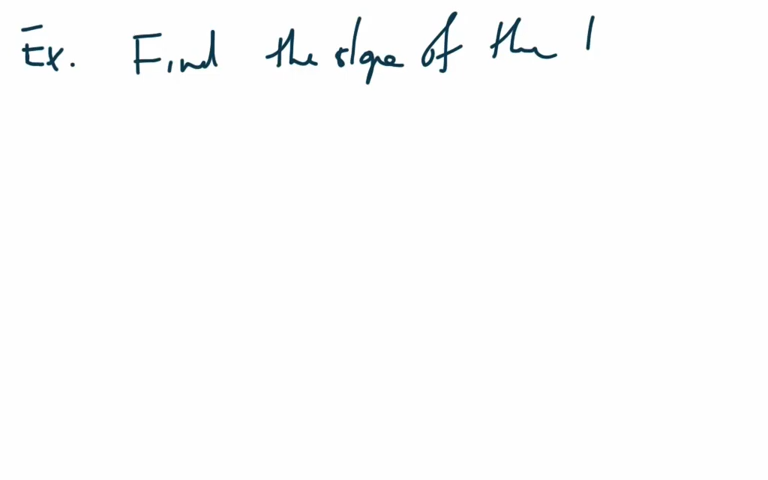 Ex. Find the slope of the l